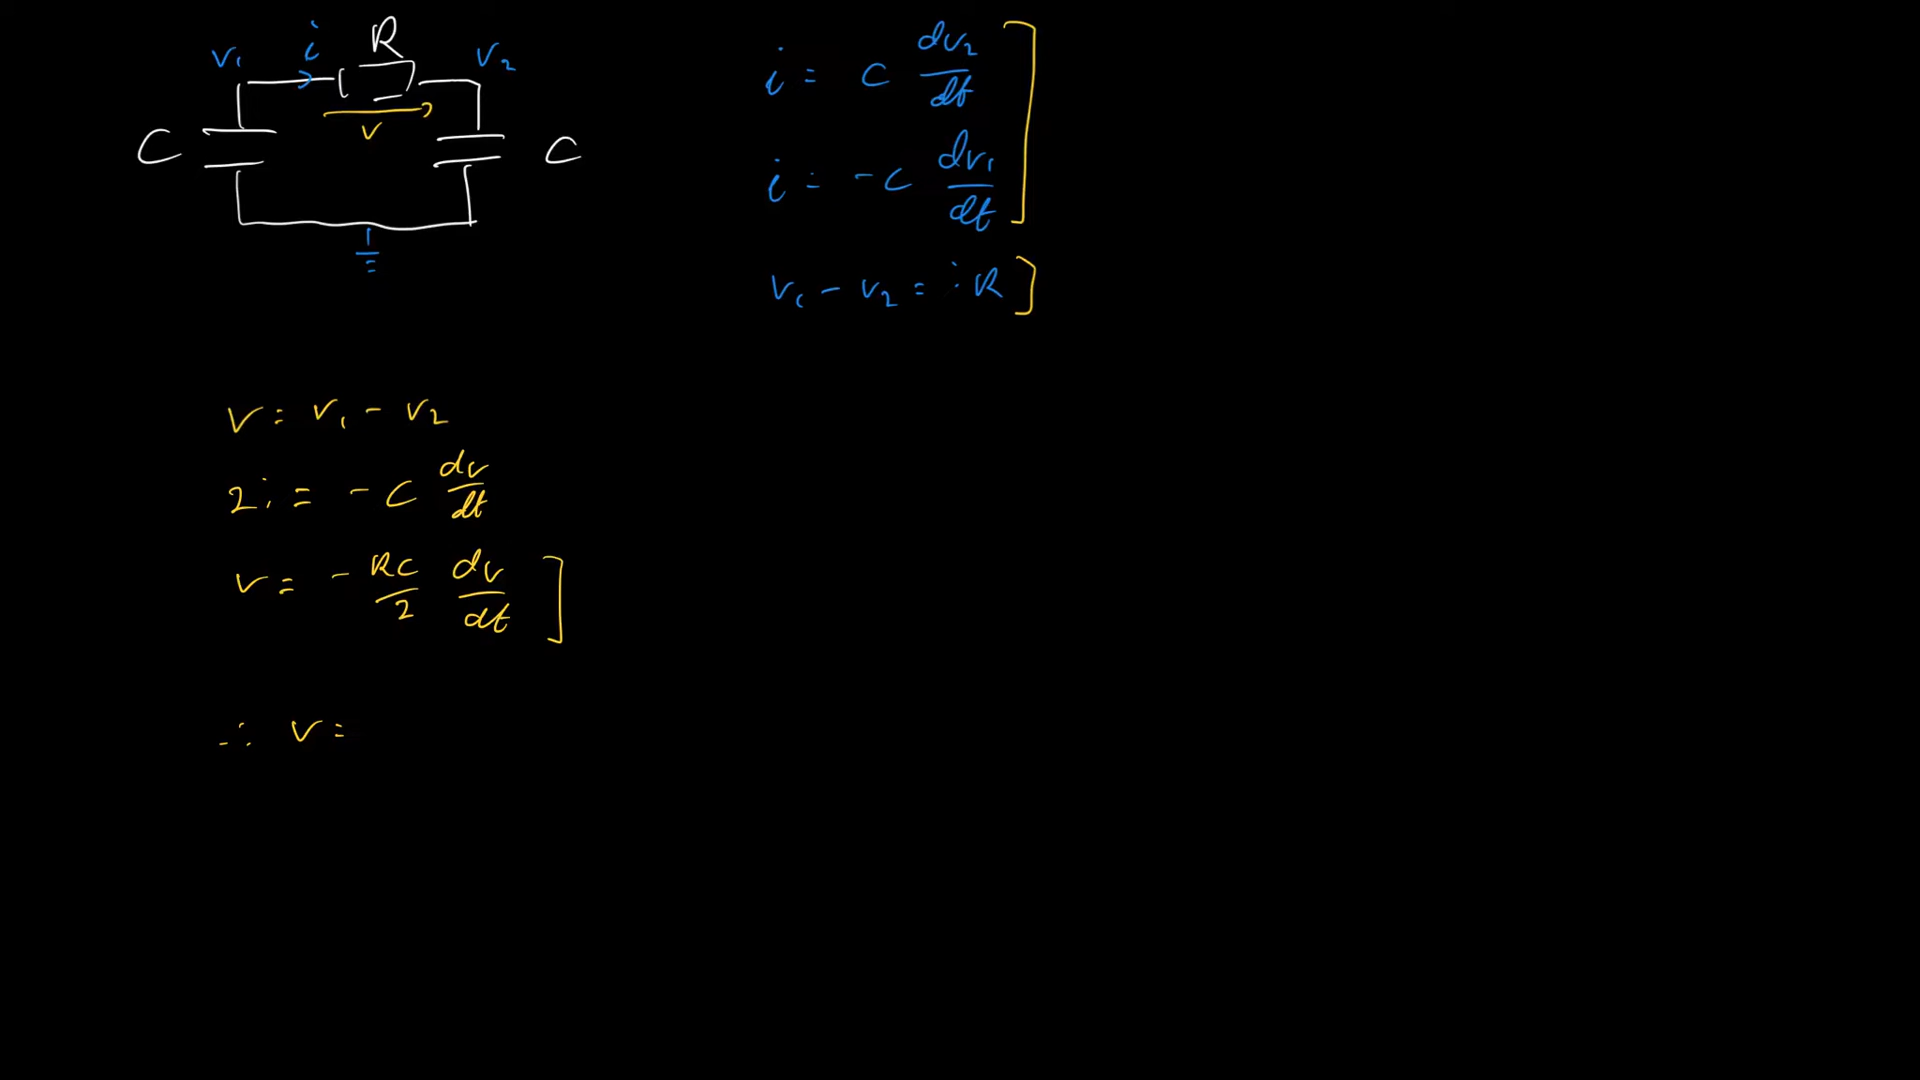 v₁ i R v₂
v
C C
i = C dv₂/dt
i = -C dv₁/dt
v₁ - v₂ = iR
v = v₁ - v₂
2i = -C dv/dt
v = - RC/2 dv/dt
∴ v =